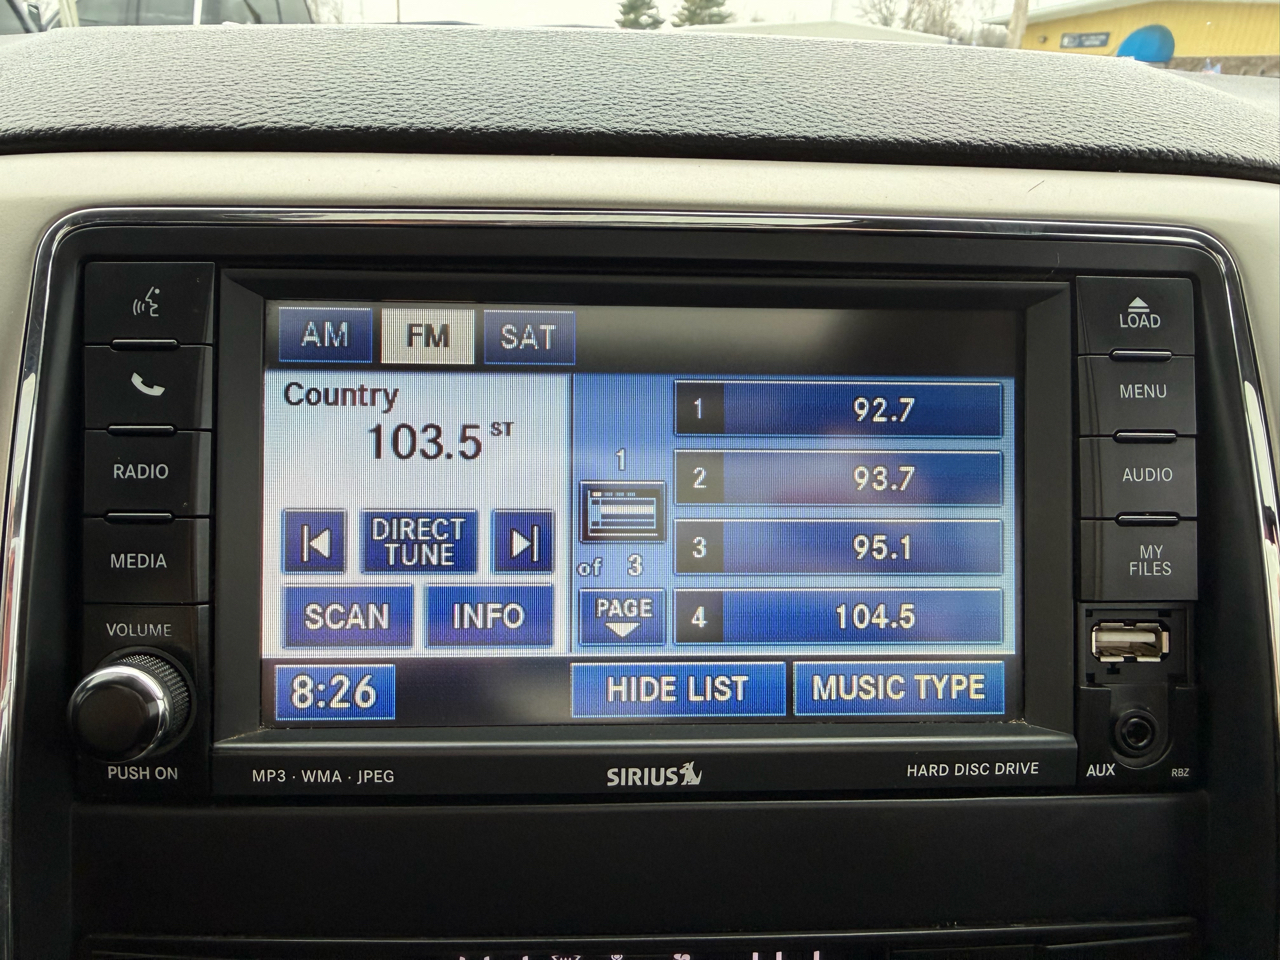 AM FM SAT
Country
103.5 ST
DIRECT
TUNE
SCAN INFO
1
of 3
PAGE
1 92.7
2 93.7
3 95.1
4 104.5
8:26 HIDE LIST MUSIC TYPE
RADIO
MEDIA
VOLUME
PUSH ON
LOAD
MENU
AUDIO
MY
FILES
AUX RBZ
MP3 · WMA · JPEG SIRIUS HARD DISC DRIVE